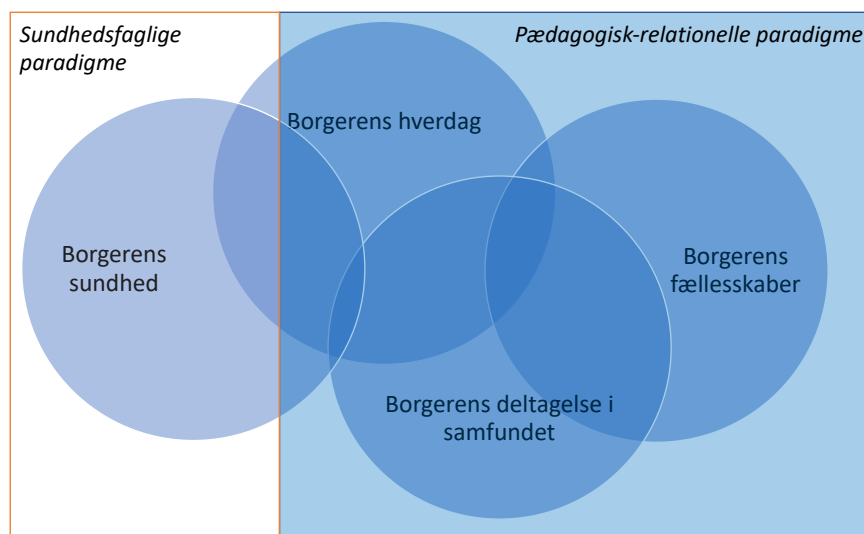 Sundhedsfaglige
paradigme
Pædagogisk-relationelle paradigme
Borgerens hverdag
Borgerens
sundhed
Borgerens
fællesskaber
Borgerens deltagelse i
samfundet